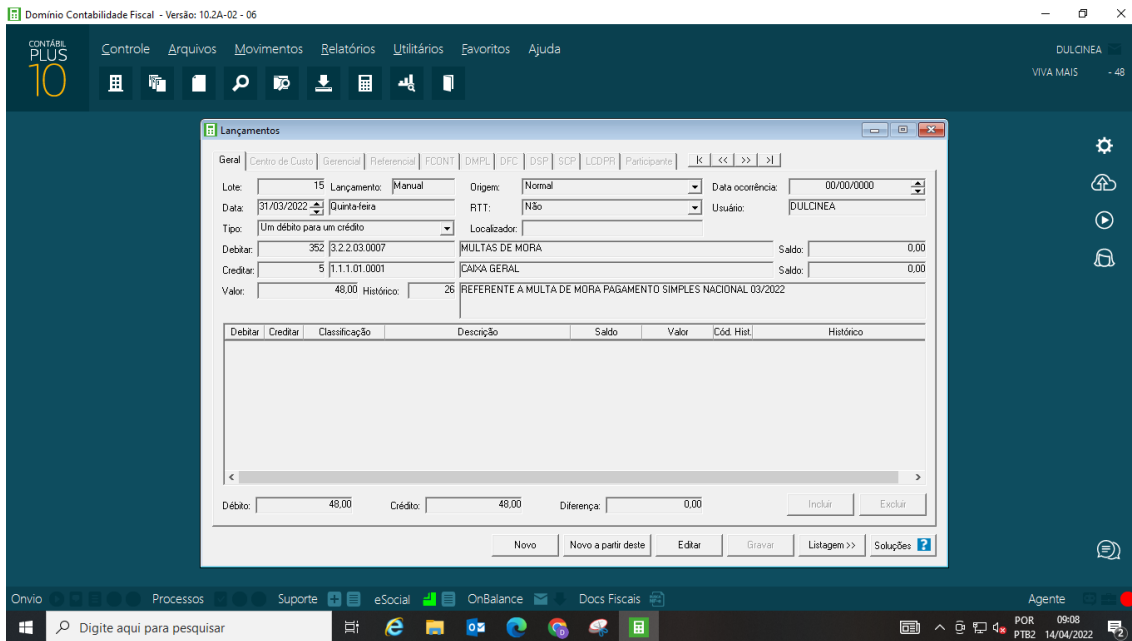 Domínio Contabilidade Fiscal - Versão: 10.2A-02 - 06
CONTÁBIL
PLUS
10
Controle Arquivos Movimentos Relatórios Utilitários Favoritos Ajuda
DULCINEA
VIVA MAIS - 48
Lançamentos
Geral Centro de Custo Gerencial Referencial FCONT DMPL DFC DSP SCP LCDPR Participante K << >> >|
Lote: 15 Lançamento: Manual Origem: Normal Data ocorrência: 00/00/0000
Data: 31/03/2022 Quinta-feira RTT: Não Usuário: DULCINEA
Tipo: Um débito para um crédito Localizador:
Debitar: 352 3.2.2.03.0007 MULTAS DE MORA Saldo: 0,00
Creditar: 5 1.1.1.01.0001 CAIXA GERAL Saldo: 0,00
Valor: 48,00 Histórico: 26 REFERENTE A MULTA DE MORA PAGAMENTO SIMPLES NACIONAL 03/2022
Debitar Creditar Classificação Descrição Saldo Valor Cód. Hist. Histórico
Débito: 48,00 Crédito: 48,00 Diferença: 0,00 Incluir Excluir
Novo Novo a partir deste Editar Gravar Listagem >> Soluções ?
Onvio Processos Suporte eSocial OnBalance Docs Fiscais Agente
Digite aqui para pesquisar
POR 09:08
PTB2 14/04/2022
2